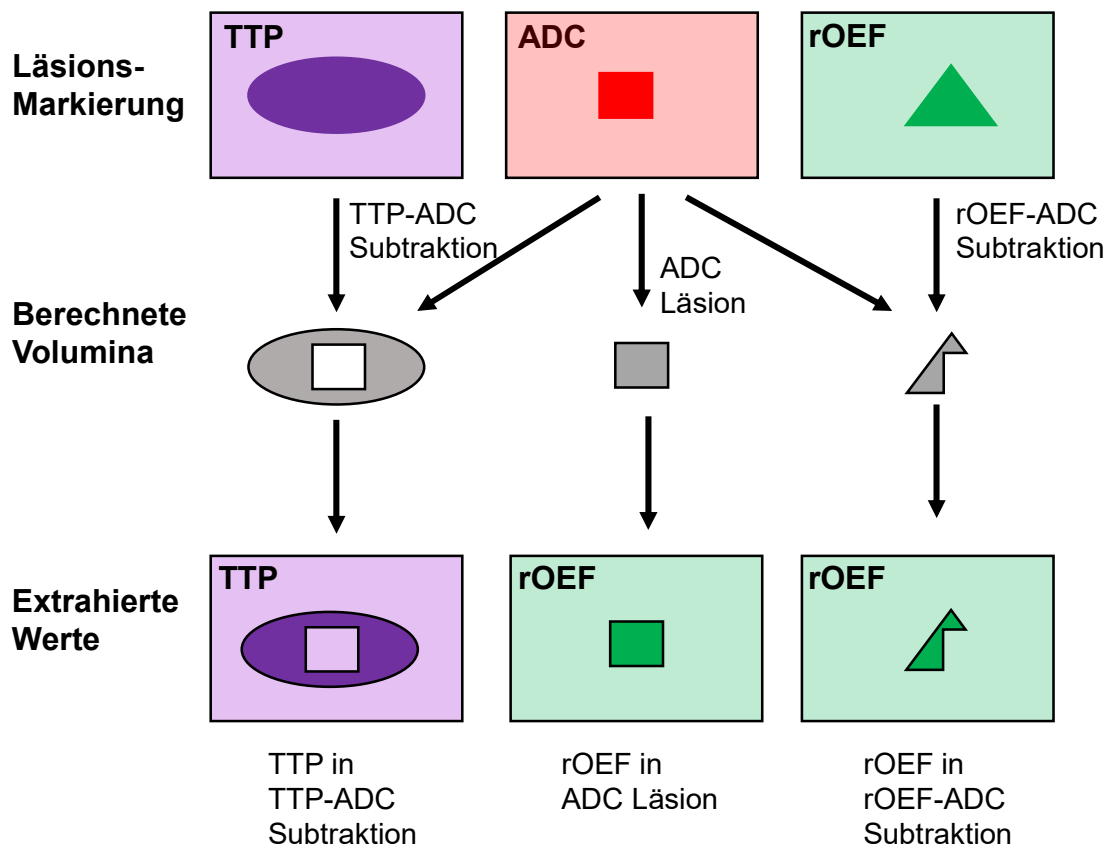 Läsions-
Markierung
TTP
ADC
rOEF
TTP-ADC
Subtraktion
ADC
Läsion
rOEF-ADC
Subtraktion
Berechnete
Volumina
Extrahierte
Werte
TTP
rOEF
rOEF
TTP in
TTP-ADC
Subtraktion
rOEF in
ADC Läsion
rOEF in
rOEF-ADC
Subtraktion